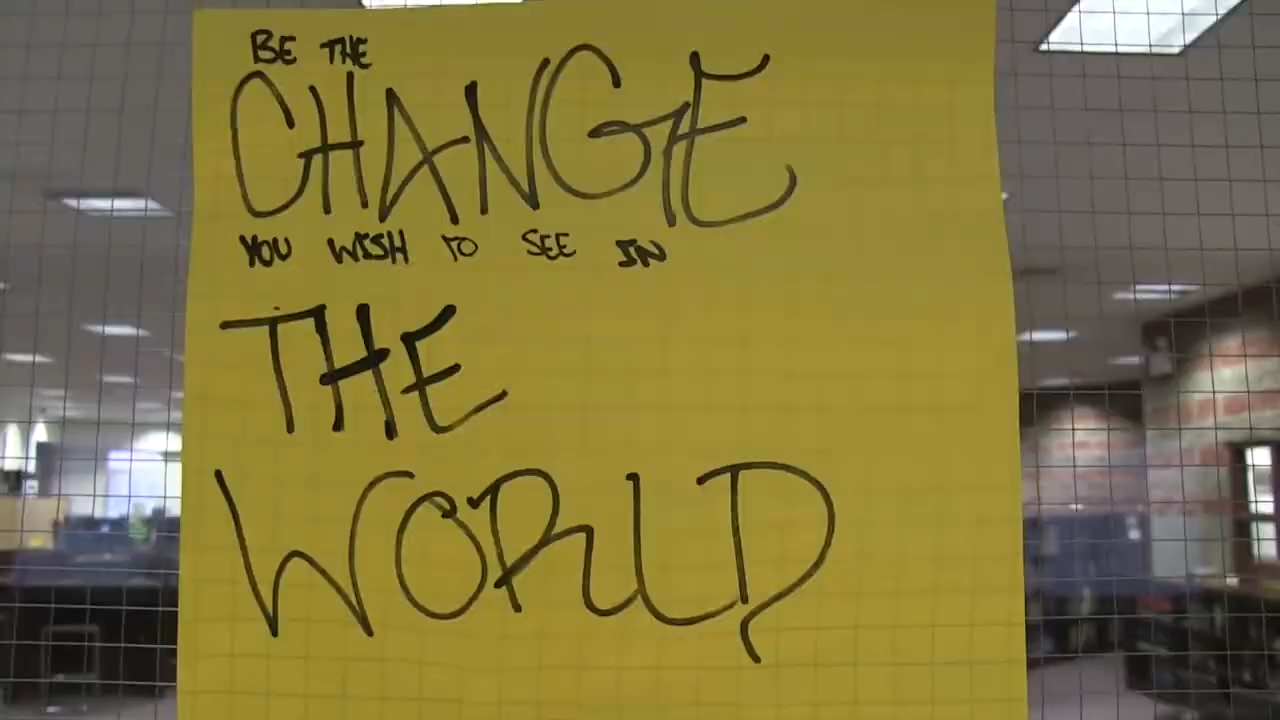 BE THE
CHANGE
YOU WISH TO SEE IN
THE
WORLD